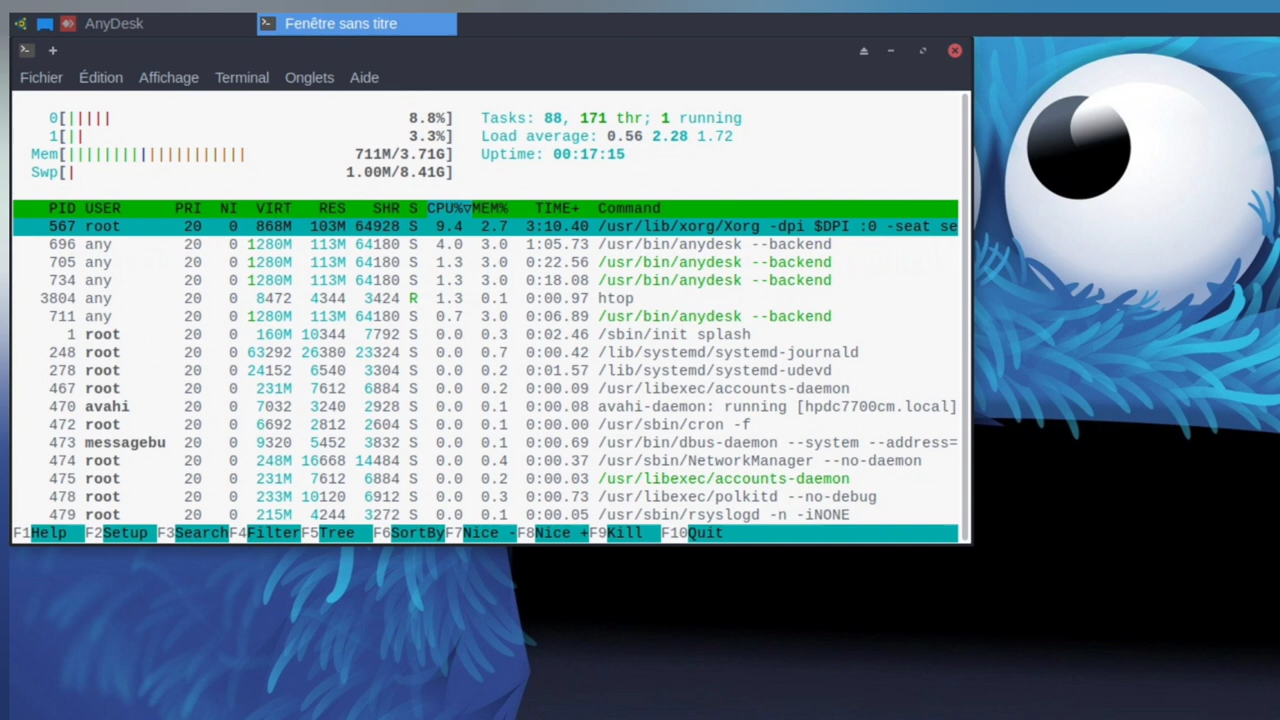 AnyDesk Fenêtre sans titre
Fichier Édition Affichage Terminal Onglets Aide
0[||||| 8.8%] Tasks: 88, 171 thr; 1 running
1[|| 3.3%] Load average: 0.56 2.28 1.72
Mem[|||||||||||||||||||| 711M/3.71G] Uptime: 00:17:15
Swp[| 1.00M/8.41G]
PID USER PRI NI VIRT RES SHR S CPU%▽MEM% TIME+ Command
567 root 20 0 868M 103M 64928 S 9.4 2.7 3:10.40 /usr/lib/xorg/Xorg -dpi $DPI :0 -seat se
696 any 20 0 1280M 113M 64180 S 4.0 3.0 1:05.73 /usr/bin/anydesk --backend
705 any 20 0 1280M 113M 64180 S 1.3 3.0 0:22.56 /usr/bin/anydesk --backend
734 any 20 0 1280M 113M 64180 S 1.3 3.0 0:18.08 /usr/bin/anydesk --backend
3804 any 20 0 8472 4344 3424 R 1.3 0.1 0:00.97 htop
711 any 20 0 1280M 113M 64180 S 0.7 3.0 0:06.89 /usr/bin/anydesk --backend
1 root 20 0 160M 10344 7792 S 0.0 0.3 0:02.46 /sbin/init splash
248 root 20 0 63292 26380 23324 S 0.0 0.7 0:00.42 /lib/systemd/systemd-journald
278 root 20 0 24152 6540 3304 S 0.0 0.2 0:01.57 /lib/systemd/systemd-udevd
467 root 20 0 231M 7612 6884 S 0.0 0.2 0:00.09 /usr/libexec/accounts-daemon
470 avahi 20 0 7032 3240 2928 S 0.0 0.1 0:00.08 avahi-daemon: running [hpdc7700cm.local]
472 root 20 0 6692 2812 2604 S 0.0 0.1 0:00.00 /usr/sbin/cron -f
473 messagebu 20 0 9320 5452 3832 S 0.0 0.1 0:00.69 /usr/bin/dbus-daemon --system --address=
474 root 20 0 248M 16668 14484 S 0.0 0.4 0:00.37 /usr/sbin/NetworkManager --no-daemon
475 root 20 0 231M 7612 6884 S 0.0 0.2 0:00.03 /usr/libexec/accounts-daemon
478 root 20 0 233M 10120 6912 S 0.0 0.3 0:00.73 /usr/libexec/polkitd --no-debug
479 root 20 0 215M 4244 3272 S 0.0 0.1 0:00.05 /usr/sbin/rsyslogd -n -iNONE
F1Help F2Setup F3SearchF4FilterF5Tree F6SortByF7Nice -F8Nice +F9Kill F10Quit